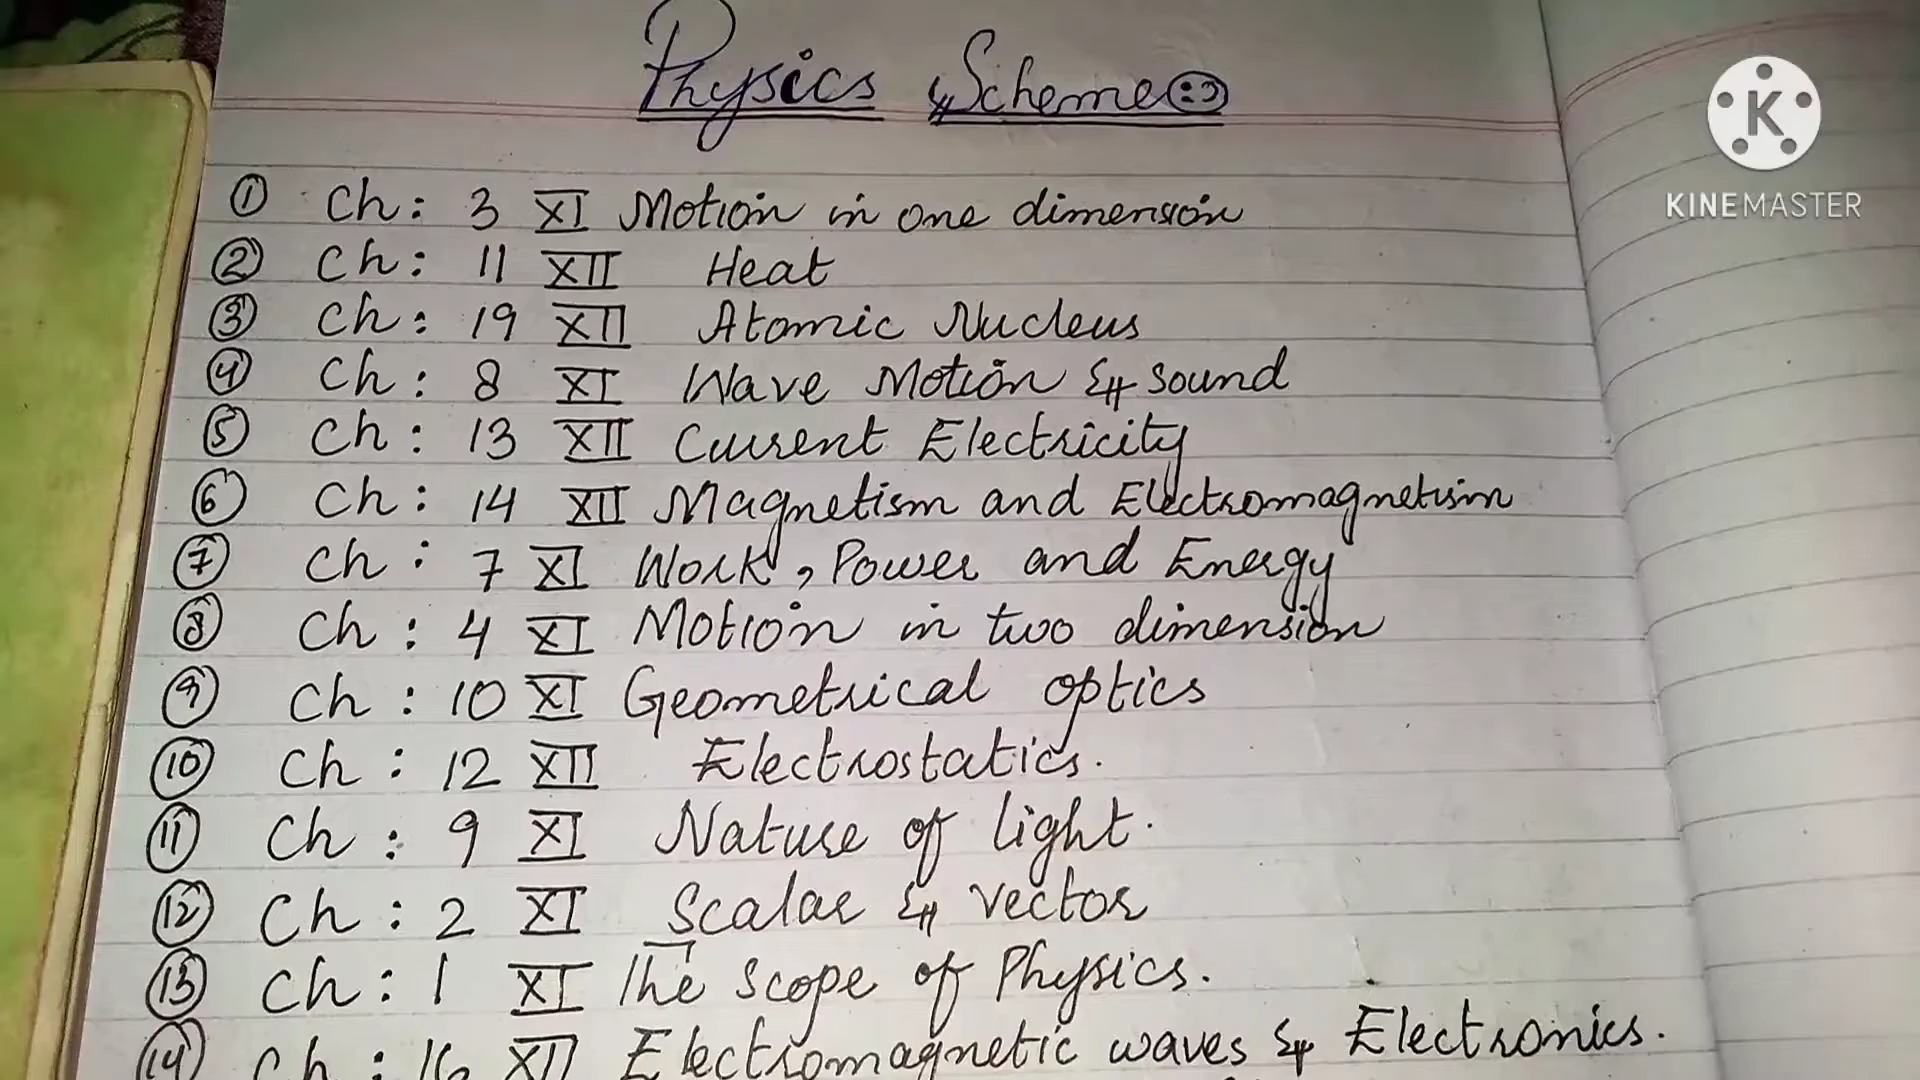 Physics Scheme
K
KINEMASTER
① Ch: 3 XI Motion in one dimension
② Ch: 11 XII Heat
③ Ch: 19 XII Atomic Nucleus
④ Ch: 8 XI Wave Motion & sound
⑤ Ch: 13 XII Current Electricity
⑥ Ch: 14 XII Magnetism and Electromagnetism
⑦ Ch: 7 XI Work, Power and Energy
⑧ Ch: 4 XI Motion in two dimension
⑨ Ch: 10 XI Geometrical optics
⑩ Ch: 12 XII Electrostatics.
⑪ Ch: 9 XI Nature of light.
⑫ Ch: 2 XI Scalar & Vector
⑬ Ch: 1 XI The scope of Physics.
⑭ Ch: 16 XII Electromagnetic waves & Electronics.